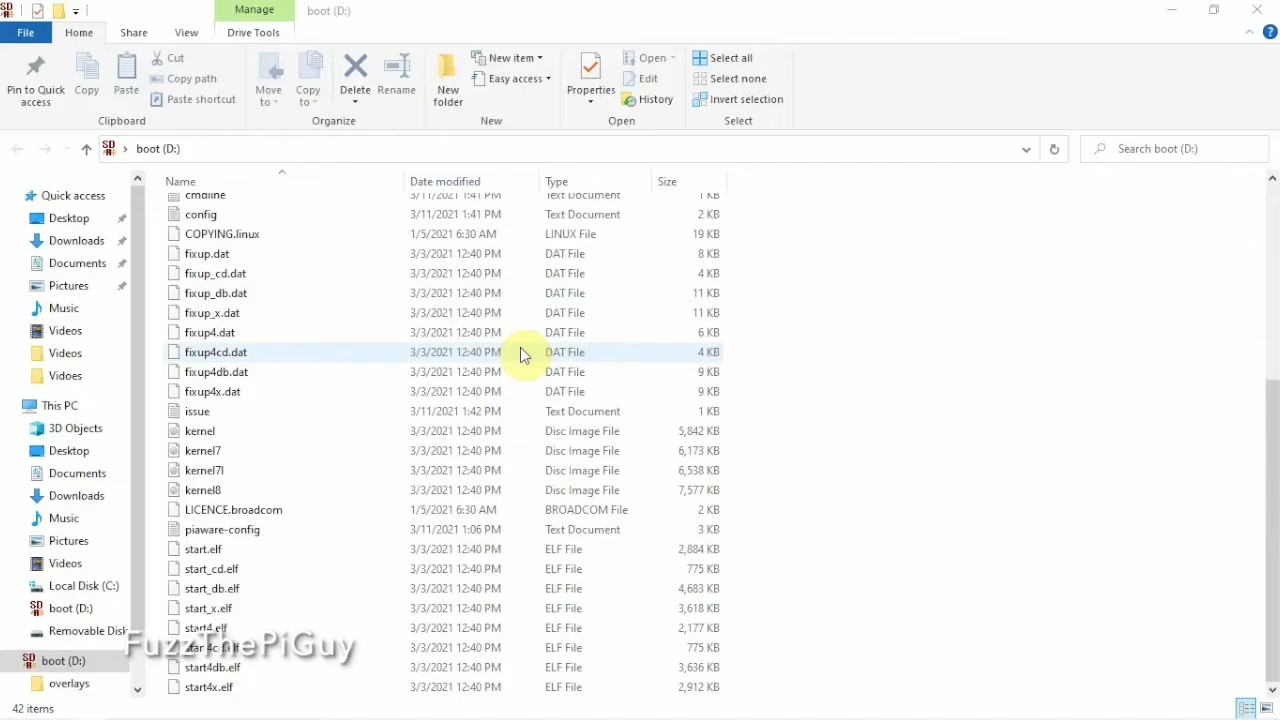 Manage
boot (D:)
File
Home
Share
View
Drive Tools
Pin to Quick access
Copy
Paste
Cut
Copy path
Paste shortcut
Clipboard
Move to
Copy to
Delete
Rename
Organize
New folder
New item
Easy access
New
Properties
Open
Edit
History
Open
Select all
Select none
Invert selection
Select
boot (D:)
Search boot (D:)
Name Date modified Type Size
cmdline 3/11/2021 1:41 PM Text Document 1 KB
config 3/11/2021 1:41 PM Text Document 2 KB
COPYING.linux 1/5/2021 6:30 AM LINUX File 19 KB
fixup.dat 3/3/2021 12:40 PM DAT File 8 KB
fixup_cd.dat 3/3/2021 12:40 PM DAT File 4 KB
fixup_db.dat 3/3/2021 12:40 PM DAT File 11 KB
fixup_x.dat 3/3/2021 12:40 PM DAT File 11 KB
fixup4.dat 3/3/2021 12:40 PM DAT File 6 KB
fixup4cd.dat 3/3/2021 12:40 PM DAT File 4 KB
fixup4db.dat 3/3/2021 12:40 PM DAT File 9 KB
fixup4x.dat 3/3/2021 12:40 PM DAT File 9 KB
issue 3/11/2021 1:42 PM Text Document 1 KB
kernel 3/3/2021 12:40 PM Disc Image File 5,842 KB
kernel7 3/3/2021 12:40 PM Disc Image File 6,173 KB
kernel7l 3/3/2021 12:40 PM Disc Image File 6,538 KB
kernel8 3/3/2021 12:40 PM Disc Image File 7,577 KB
LICENCE.broadcom 1/5/2021 6:30 AM BROADCOM File 2 KB
piaware-config 3/11/2021 1:06 PM Text Document 3 KB
start.elf 3/3/2021 12:40 PM ELF File 2,884 KB
start_cd.elf 3/3/2021 12:40 PM ELF File 775 KB
start_db.elf 3/3/2021 12:40 PM ELF File 4,683 KB
start_x.elf 3/3/2021 12:40 PM ELF File 3,618 KB
start4.elf 3/3/2021 12:40 PM ELF File 2,177 KB
start4cd.elf 3/3/2021 12:40 PM ELF File 775 KB
start4db.elf 3/3/2021 12:40 PM ELF File 3,636 KB
start4x.elf 3/3/2021 12:40 PM ELF File 2,912 KB
Quick access
Desktop
Downloads
Documents
Pictures
Music
Videos
Videos
Vidoes
This PC
3D Objects
Desktop
Documents
Downloads
Music
Pictures
Videos
Local Disk (C:)
boot (D:)
Removable Disk
boot (D:)
overlays
FuzzThePiGuy
42 items